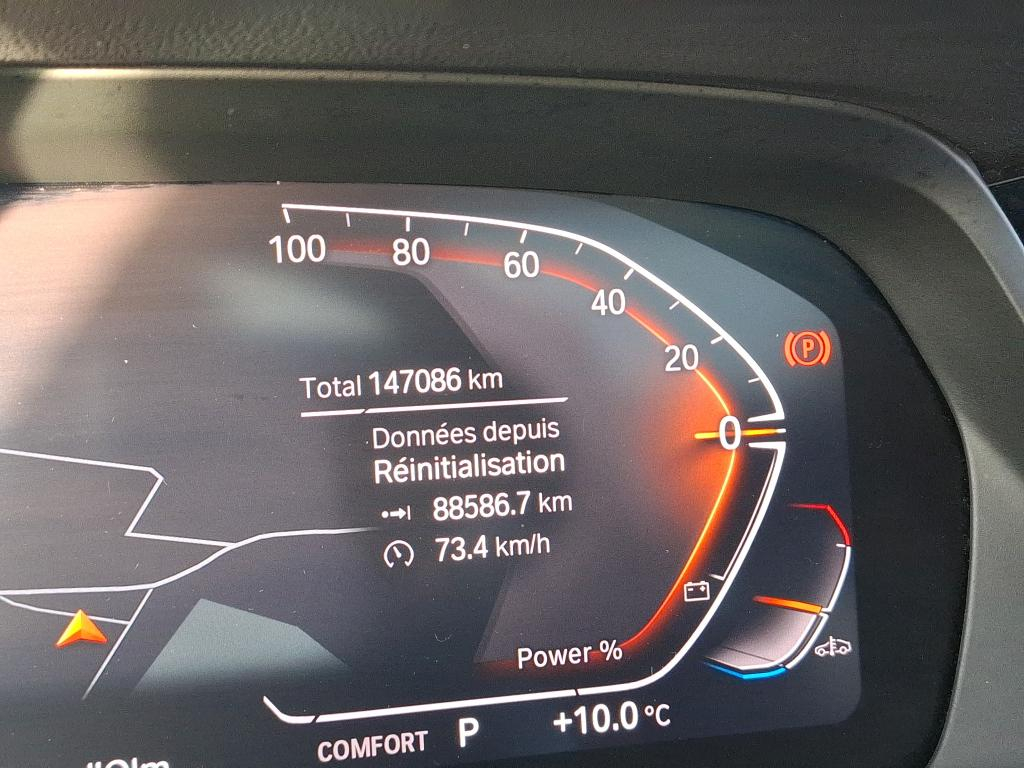 100 80 60 40 20 0
P
Total 147086 km
Données depuis
Réinitialisation
88586.7 km
73.4 km/h
Power %
COMFORT P +10.0 °C